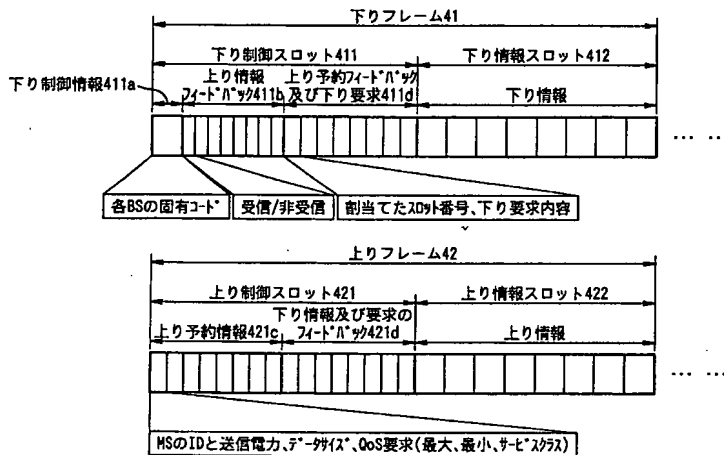 下りフレーム41
下り制御スロット411
下り情報スロット412
下り制御情報411a
上り情報
フィードバック411b
上り予約フィードバック
及び下り要求411d
下り情報
… …
各BSの固有コード
受信/非受信
割当てたスロット番号、下り要求内容
上りフレーム42
上り制御スロット421
上り情報スロット422
上り予約情報421c
下り情報及び要求の
フィードバック421d
上り情報
… …
MSのIDと送信電力、データサイズ、QoS要求(最大、最小、サービスクラス)